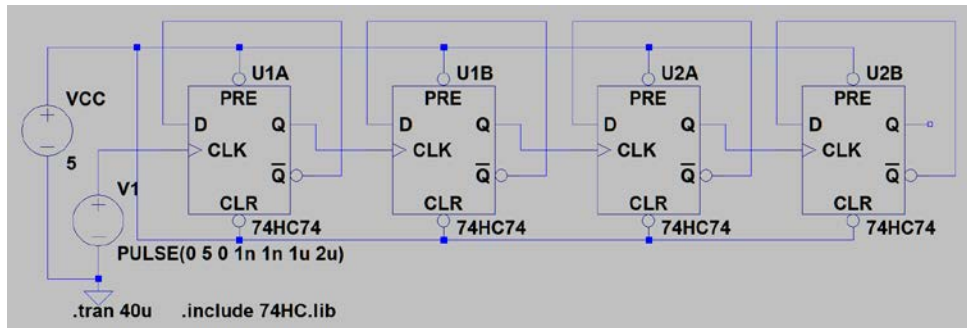 U1A
U1B
U2A
U2B
VCC
PRE
PRE
PRE
PRE
D
Q
D
Q
D
Q
D
Q
CLK
CLK
CLK
CLK
5
Q
Q
Q
Q
V1
CLR
CLR
CLR
CLR
74HC74
74HC74
74HC74
74HC74
PULSE(0 5 0 1n 1n 1u 2u)
.tran 40u
.include 74HC.lib